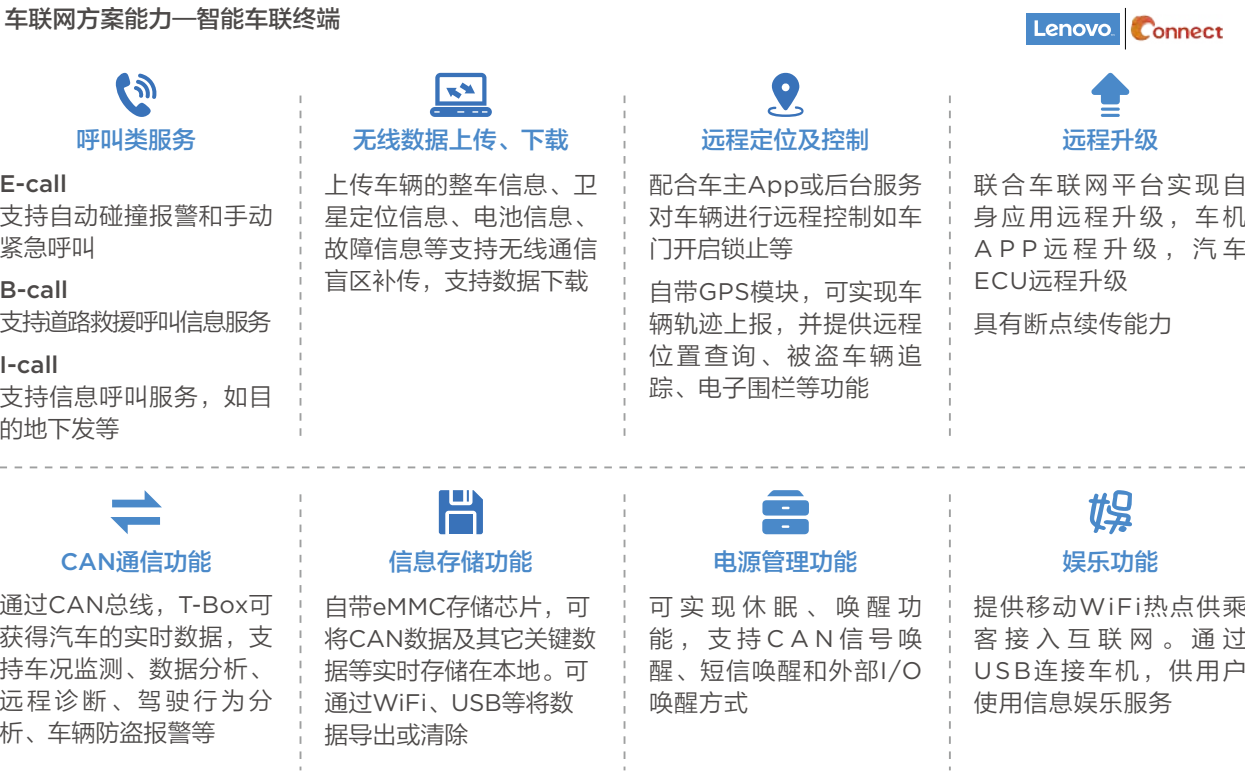 车联网方案能力—智能车联终端
Lenovo
Connect
呼叫类服务
E-call
支持自动碰撞报警和手动
紧急呼叫
B-call
支持道路救援呼叫信息服务
I-call
支持信息呼叫服务，如目
的地下发等
无线数据上传、下载
上传车辆的整车信息、卫
星定位信息、电池信息、
故障信息等支持无线通信
盲区补传，支持数据下载
远程定位及控制
配合车主App或后台服务
对车辆进行远程控制如车
门开启锁止等
自带GPS模块，可实现车
辆轨迹上报，并提供远程
位置查询、被盗车辆追
踪、电子围栏等功能
远程升级
联合车联网平台实现自
身应用远程升级，车机
APP远程升级，汽车
ECU远程升级
具有断点续传能力
CAN通信功能
通过CAN总线，T-Box可
获得汽车的实时数据，支
持车况监测、数据分析、
远程诊断、驾驶行为分
析、车辆防盗报警等
信息存储功能
自带eMMC存储芯片，可
将CAN数据及其它关键数
据等实时存储在本地。可
通过WiFi、USB等将数
据导出或清除
电源管理功能
可实现休眠、唤醒功
能，支持CAN信号唤
醒、短信唤醒和外部I/O
唤醒方式
娱
娱乐功能
提供移动WiFi热点供乘
客接入互联网。通过
USB连接车机，供用户
使用信息娱乐服务